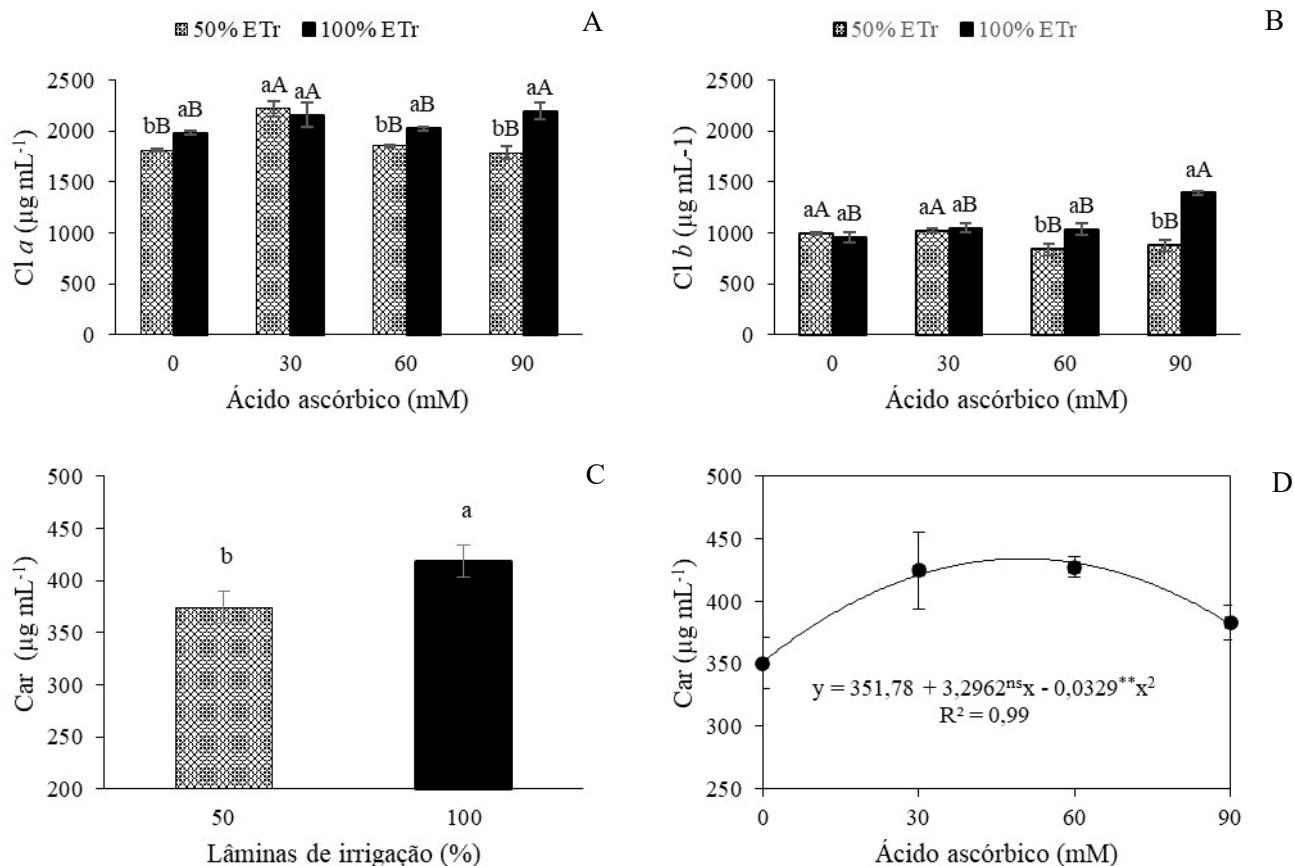 50% ETr 100% ETr
A
2500
2000
1500
1000
500
0
Cl a (µg mL-1)
bB aB aA aA bB aB bB aA
0 30 60 90
Ácido ascórbico (mM)
50% ETr 100% ETr
B
2500
2000
1500
1000
500
0
Cl b (µg mL-1)
aA aB aA aB bB aB bB aA
0 30 60 90
Ácido ascórbico (mM)
C
500
450
400
350
300
250
200
Car (µg mL-1)
b a
50 100
Lâminas de irrigação (%)
D
500
450
400
350
300
250
Car (µg mL-1)
y = 351,78 + 3,2962nsx - 0,0329**x2
R2 = 0,99
0 30 60 90
Ácido ascórbico (mM)